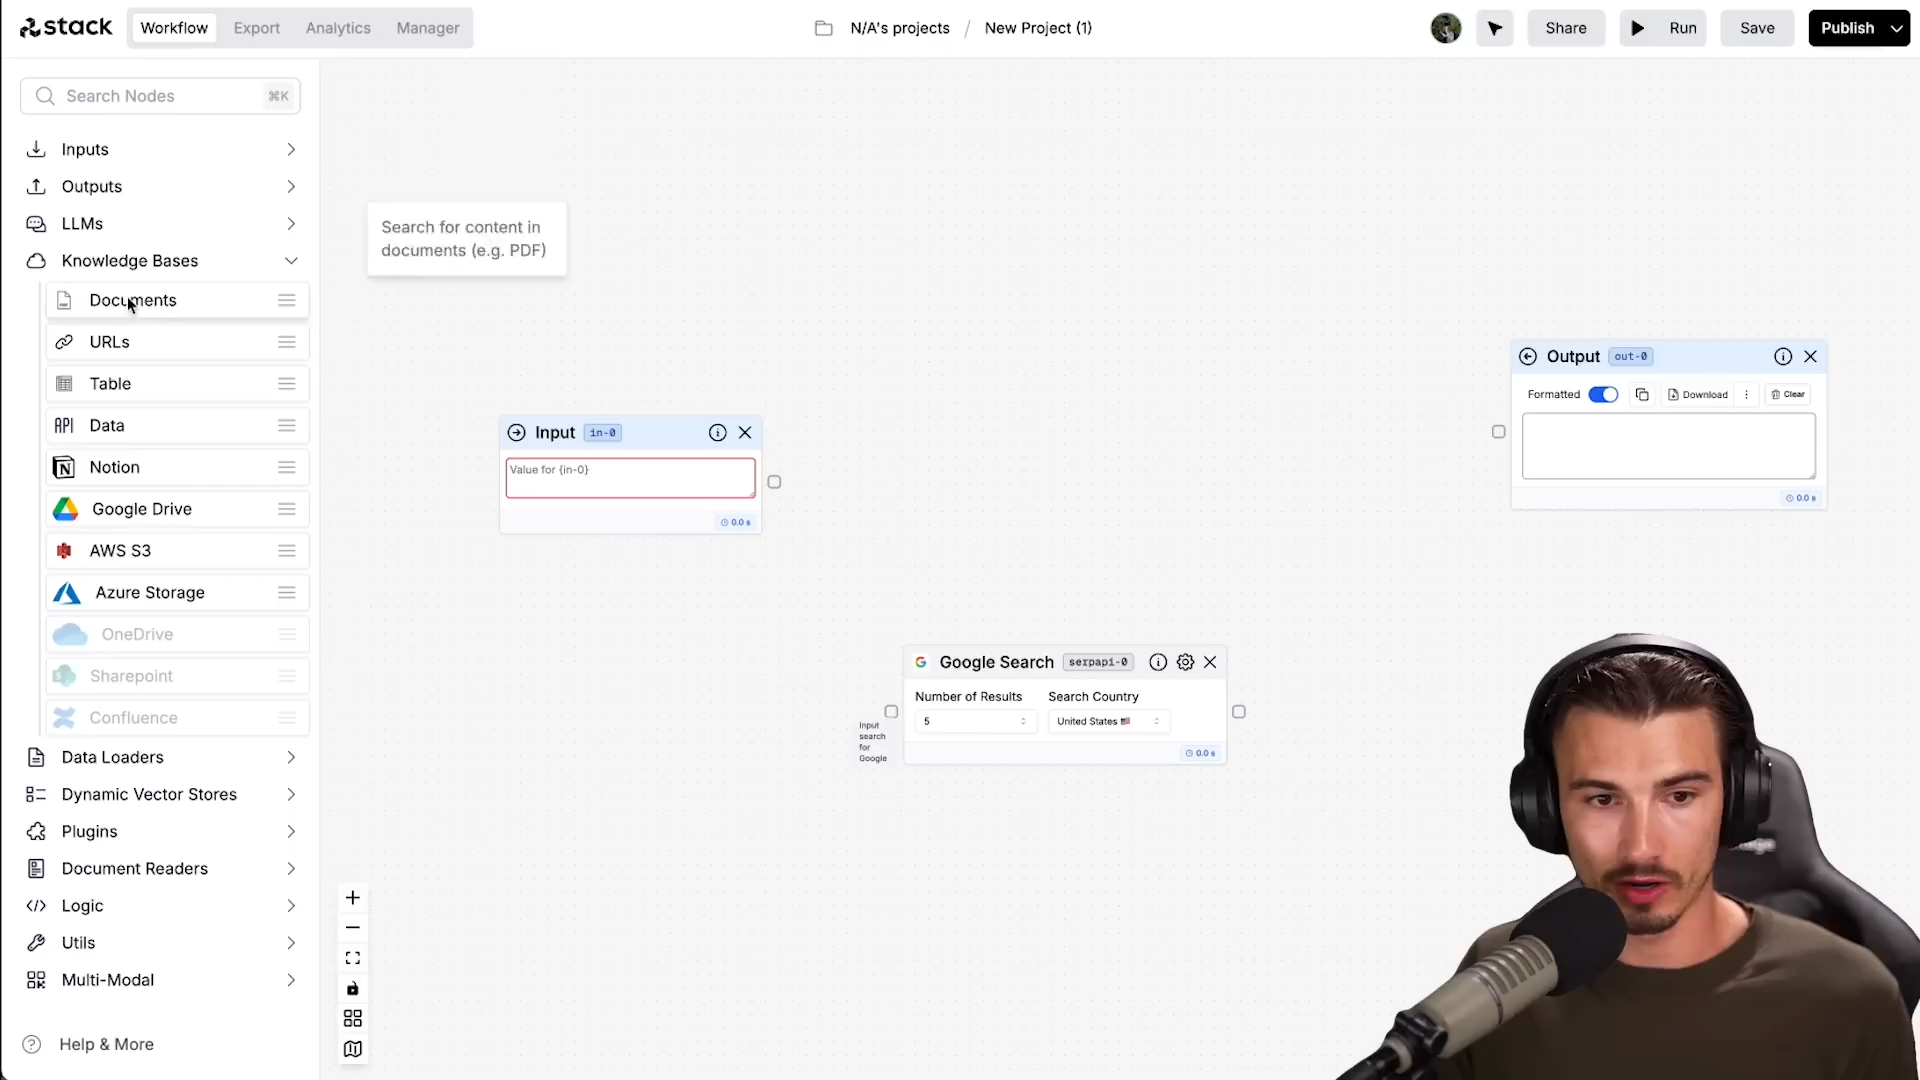 stack
Workflow
Export
Analytics
Manager
N/A's projects / New Project (1)
Share
Run
Save
Publish
Search Nodes ⌘K
Inputs
Outputs
LLMs
Knowledge Bases
Documents
URLs
Table
API Data
Notion
Google Drive
AWS S3
Azure Storage
OneDrive
Sharepoint
Confluence
Data Loaders
Dynamic Vector Stores
Plugins
Document Readers
Logic
Utils
Multi-Modal
Help & More
Search for content in
documents (e.g. PDF)
Input in-0
Value for {in-0}
0.0 s
Google Search serpapi-0
Number of Results Search Country
5 United States
Input
search
for
Google
0.0 s
Output out-0
Formatted Download Clear
0.0 s